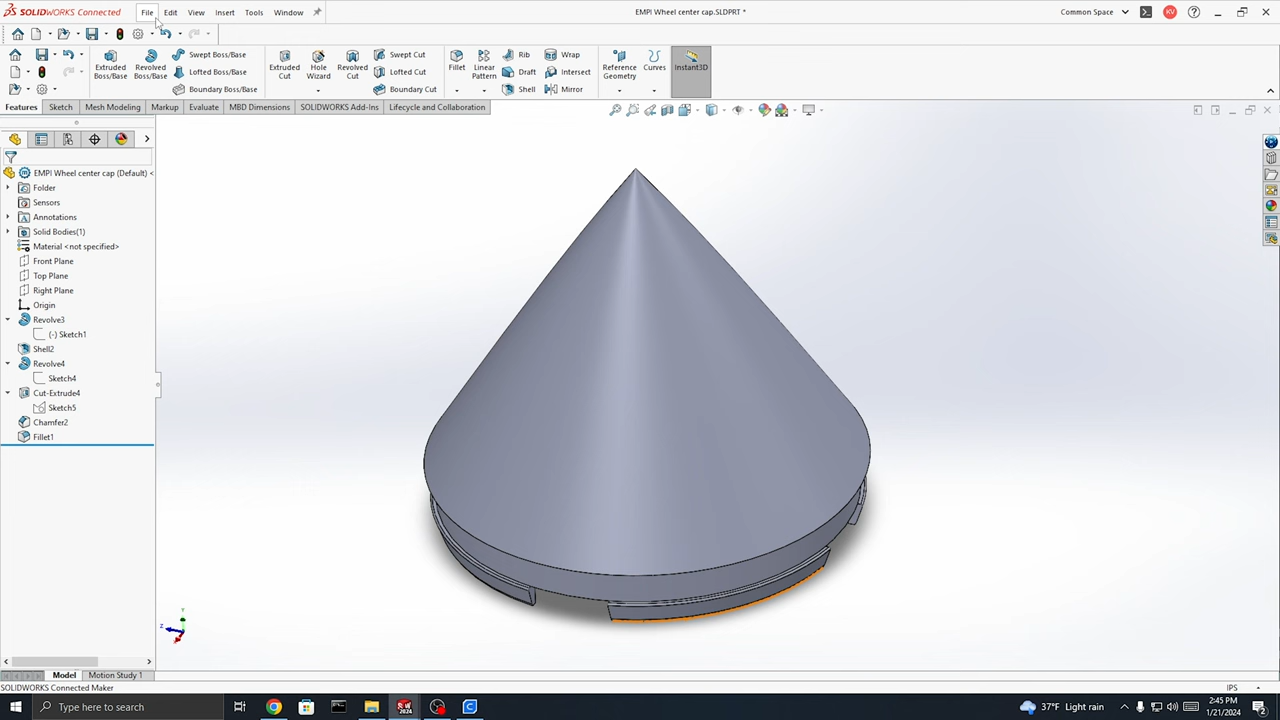 SOLIDWORKS Connected
File Edit View Insert Tools Window
EMPI Wheel center cap.SLDPRT *
Common Space
KV
Extruded Boss/Base
Revolved Boss/Base
Swept Boss/Base
Lofted Boss/Base
Boundary Boss/Base
Extruded Cut
Hole Wizard
Revolved Cut
Swept Cut
Lofted Cut
Boundary Cut
Fillet
Linear Pattern
Rib
Draft
Shell
Wrap
Intersect
Mirror
Reference Geometry
Curves
Instant3D
Features Sketch Mesh Modeling Markup Evaluate MBD Dimensions SOLIDWORKS Add-Ins Lifecycle and Collaboration
EMPI Wheel center cap (Default) <
Folder
Sensors
Annotations
Solid Bodies(1)
Material <not specified>
Front Plane
Top Plane
Right Plane
Origin
Revolve3
(-) Sketch1
Shell2
Revolve4
Sketch4
Cut-Extrude4
Sketch5
Chamfer2
Fillet1
Y
Z
X
Model Motion Study 1
SOLIDWORKS Connected Maker
IPS
Type here to search
SW 2024
37°F Light rain
2:45 PM
1/21/2024
2